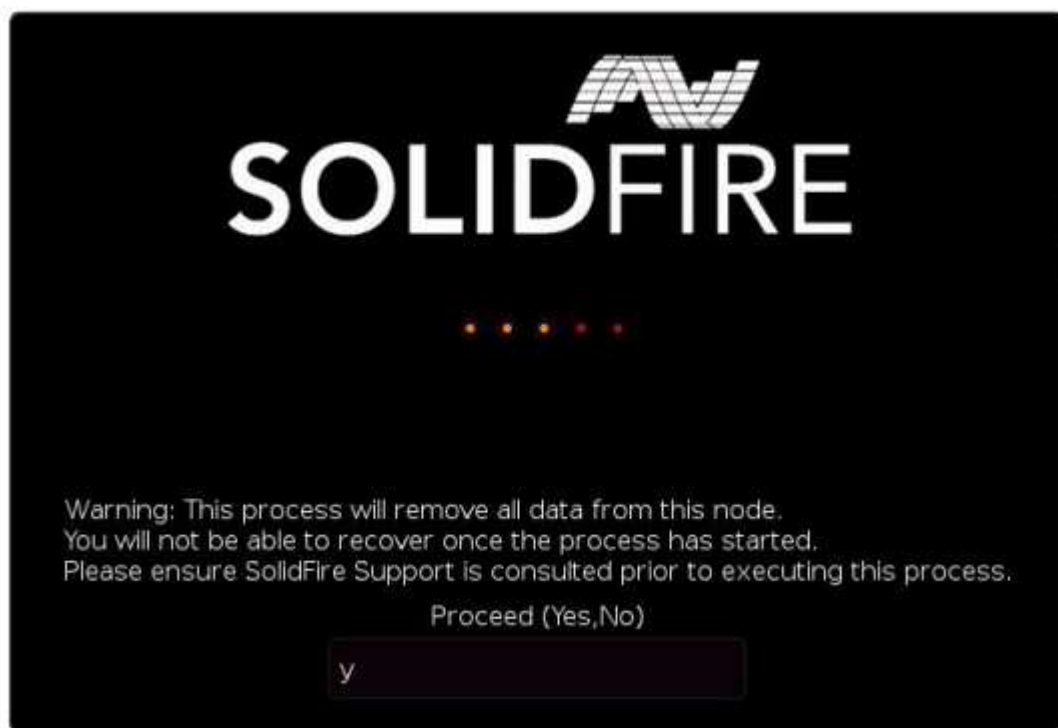 SOLIDFIRE
Warning: This process will remove all data from this node.
You will not be able to recover once the process has started.
Please ensure SolidFire Support is consulted prior to executing this process.
Proceed (Yes,No)
y